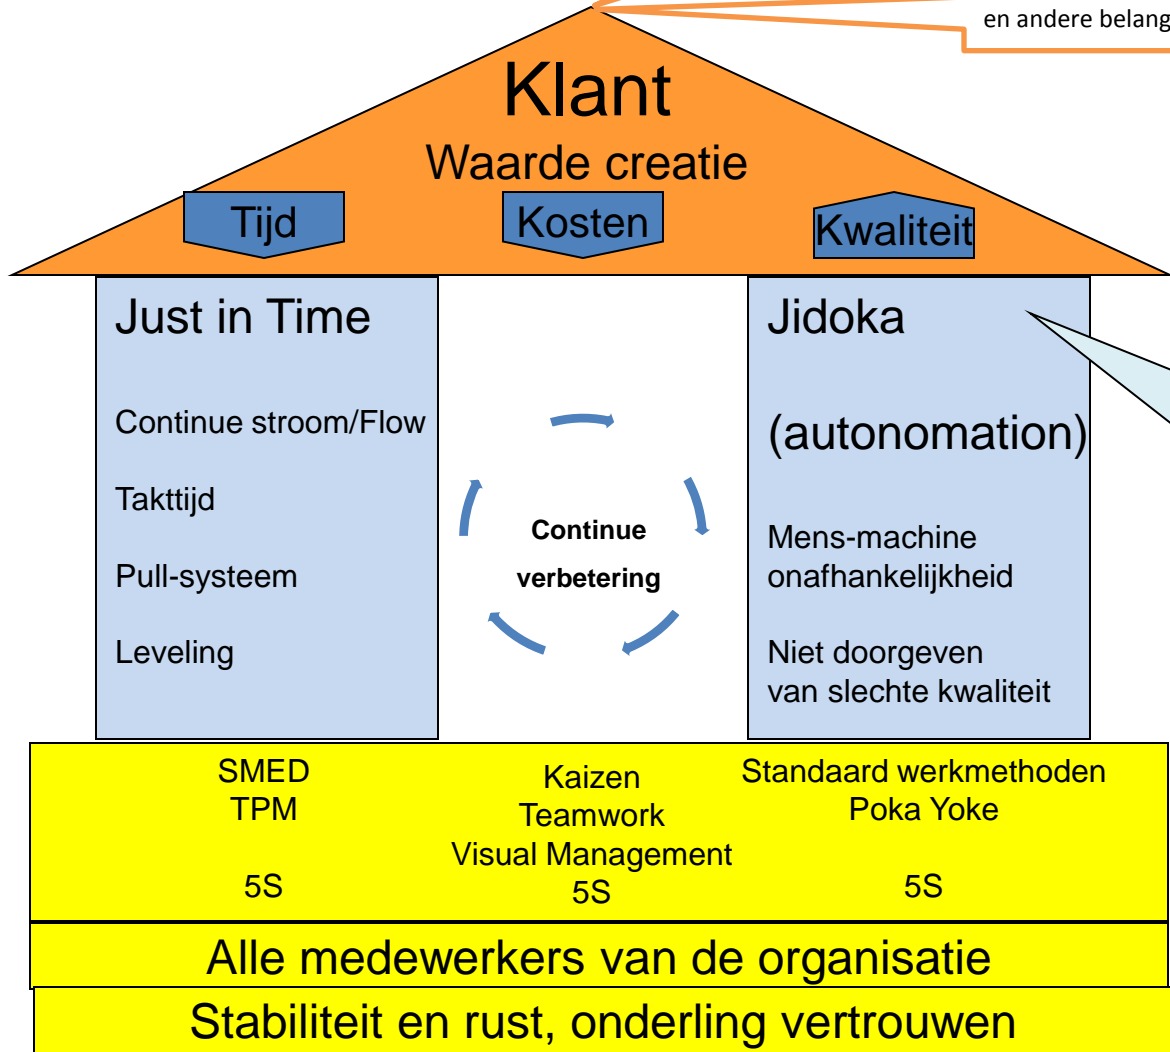 en andere belang
Klant
Waarde creatie
Tijd
Kosten
Kwaliteit
Just in Time
Continue stroom/Flow
Takttijd
Pull-systeem
Leveling
Continue
verbetering
Jidoka
(autonomation)
Mens-machine
onafhankelijkheid
Niet doorgeven
van slechte kwaliteit
SMED
TPM
5S
Kaizen
Teamwork
Visual Management
5S
Standaard werkmethoden
Poka Yoke
5S
Alle medewerkers van de organisatie
Stabiliteit en rust, onderling vertrouwen